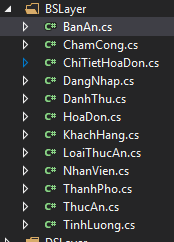 BSLayer
C# BanAn.cs
C# ChamCong.cs
C# ChiTietHoaDon.cs
C# DangNhap.cs
C# DanhThu.cs
C# HoaDon.cs
C# KhachHang.cs
C# LoaiThucAn.cs
C# NhanVien.cs
C# ThanhPho.cs
C# ThucAn.cs
C# TinhLuong.cs